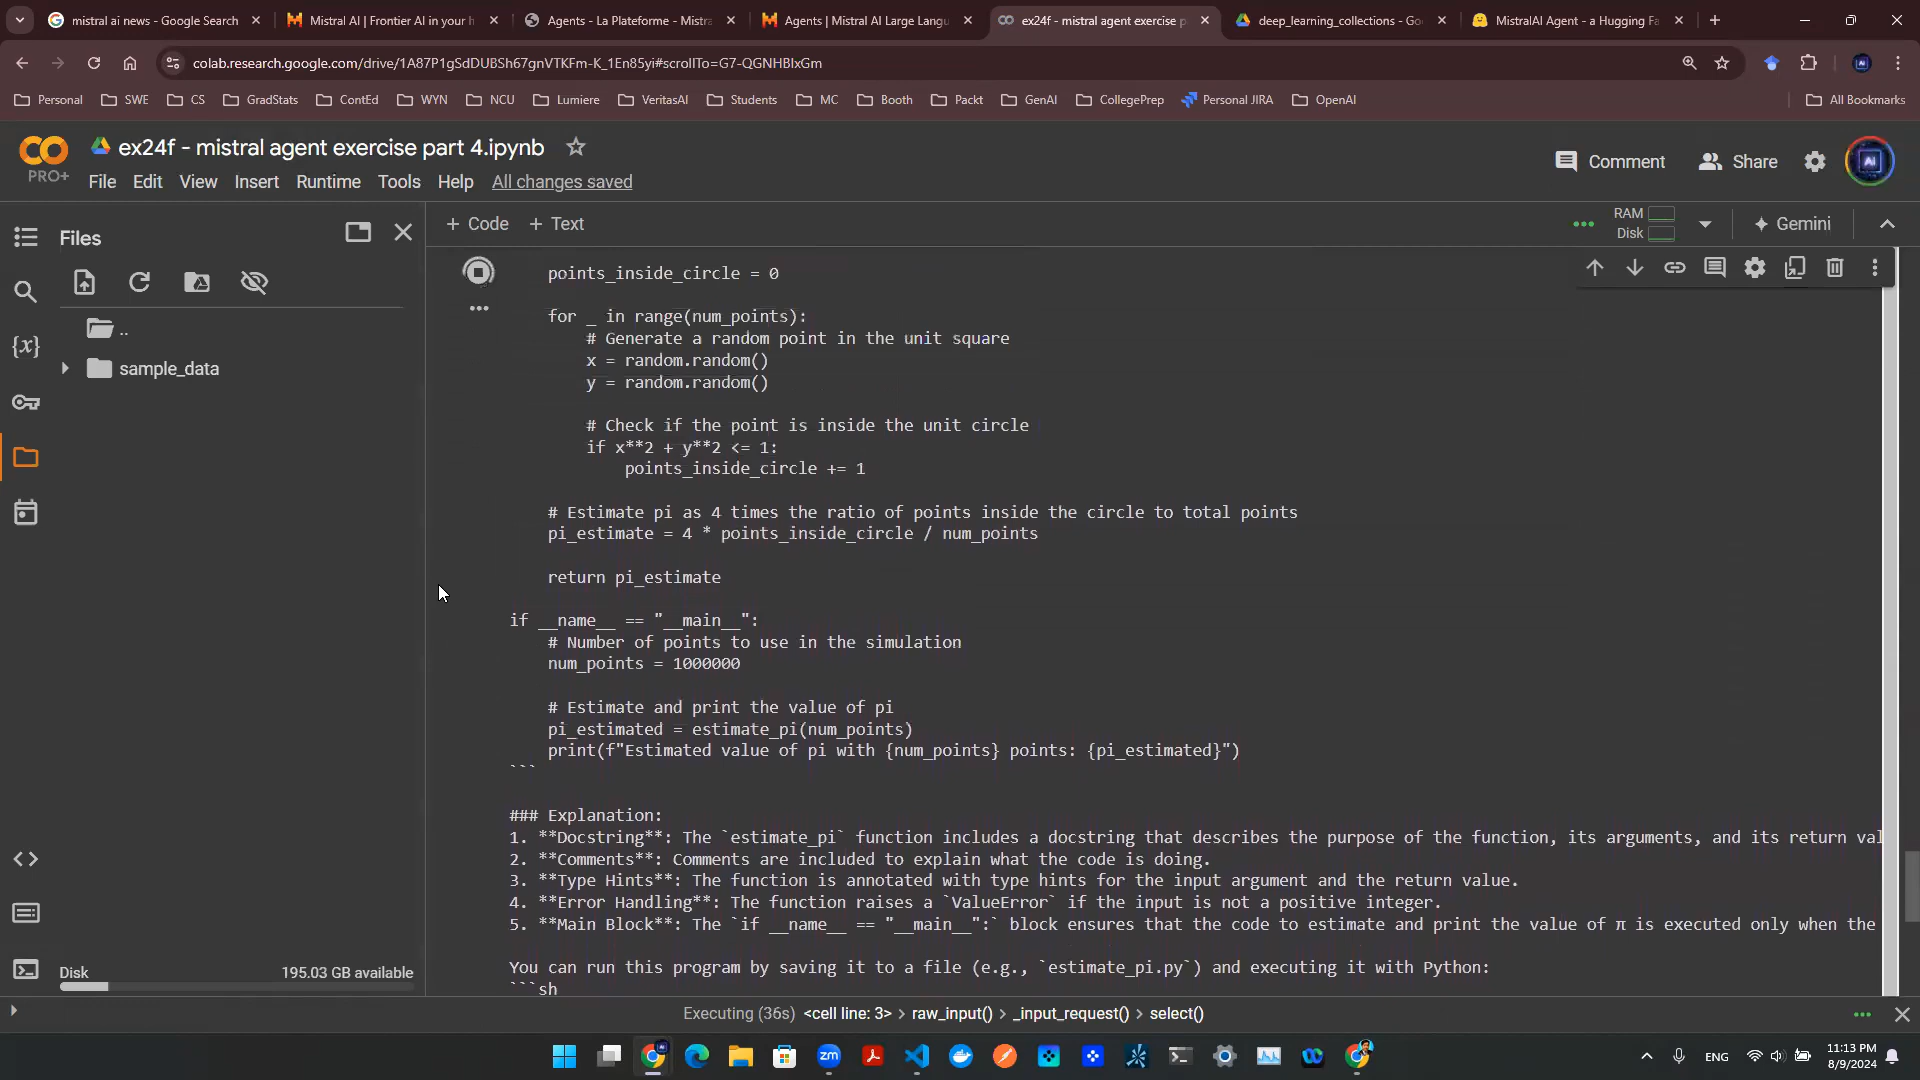 mistral ai news - Google Search
Mistral AI | Frontier AI in your h
Agents - La Plateforme - Mistra
Agents | Mistral AI Large Langu
ex24f - mistral agent exercise p
deep_learning_collections - Go
MistralAI Agent - a Hugging Fa
colab.research.google.com/drive/1A87P1gSdDUBSh67gnVTKFm-K_1En85yi#scrollTo=G7-QGNHBIxGm
Personal
SWE
CS
GradStats
ContEd
WYN
NCU
Lumiere
VeritasAI
Students
MC
Booth
Packt
GenAI
CollegePrep
Personal JIRA
OpenAI
All Bookmarks
PRO+
ex24f - mistral agent exercise part 4.ipynb
Comment
Share
File Edit View Insert Runtime Tools Help All changes saved
Files
+ Code + Text
RAM
Disk
Gemini
..
sample_data
points_inside_circle = 0
for _ in range(num_points):
# Generate a random point in the unit square
x = random.random()
y = random.random()
# Check if the point is inside the unit circle
if x**2 + y**2 <= 1:
points_inside_circle += 1
# Estimate pi as 4 times the ratio of points inside the circle to total points
pi_estimate = 4 * points_inside_circle / num_points
return pi_estimate
if __name__ == "__main__":
# Number of points to use in the simulation
num_points = 1000000
# Estimate and print the value of pi
pi_estimated = estimate_pi(num_points)
print(f"Estimated value of pi with {num_points} points: {pi_estimated}")
```
### Explanation:
1. **Docstring**: The `estimate_pi` function includes a docstring that describes the purpose of the function, its arguments, and its return val
2. **Comments**: Comments are included to explain what the code is doing.
3. **Type Hints**: The function is annotated with type hints for the input argument and the return value.
4. **Error Handling**: The function raises a `ValueError` if the input is not a positive integer.
5. **Main Block**: The `if __name__ == "__main__":` block ensures that the code to estimate and print the value of π is executed only when the
You can run this program by saving it to a file (e.g., `estimate_pi.py`) and executing it with Python:
```sh
Disk 195.03 GB available
Executing (36s) <cell line: 3> > raw_input() > _input_request() > select()
ENG
11:13 PM
8/9/2024